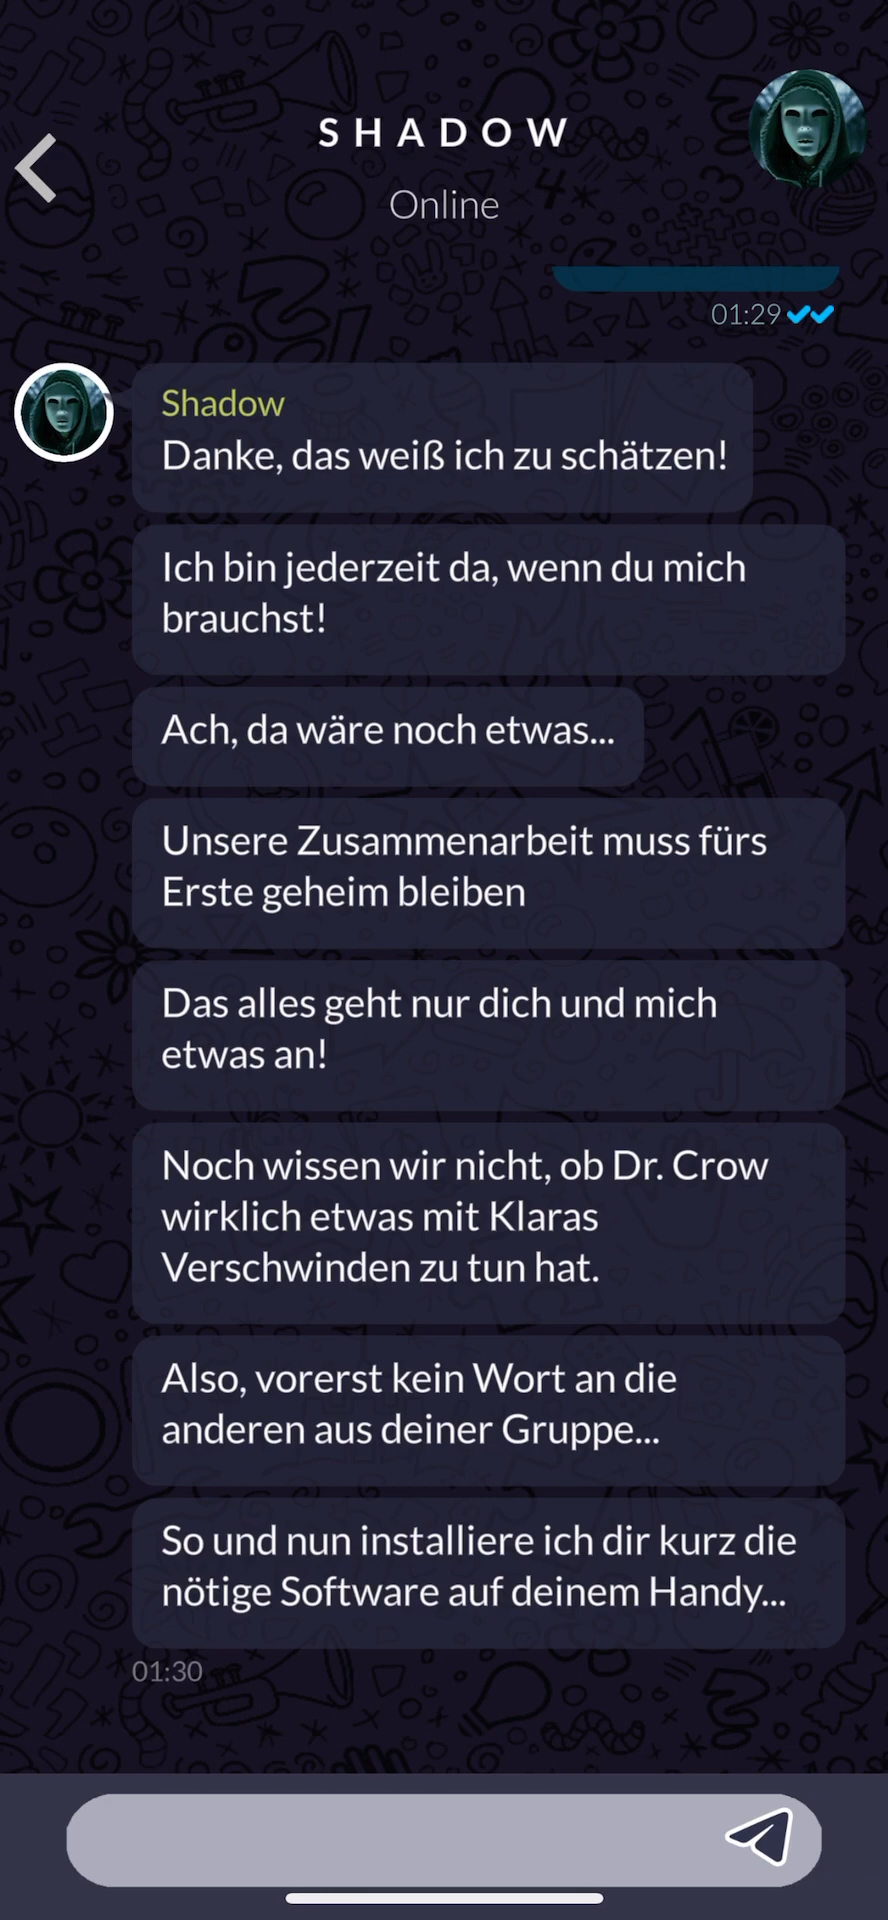 SHADOW
Online
01:29
Shadow
Danke, das weiß ich zu schätzen!
Ich bin jederzeit da, wenn du mich
brauchst!
Ach, da wäre noch etwas...
Unsere Zusammenarbeit muss fürs
Erste geheim bleiben
Das alles geht nur dich und mich
etwas an!
Noch wissen wir nicht, ob Dr. Crow
wirklich etwas mit Klaras
Verschwinden zu tun hat.
Also, vorerst kein Wort an die
anderen aus deiner Gruppe...
So und nun installiere ich dir kurz die
nötige Software auf deinem Handy...
01:30